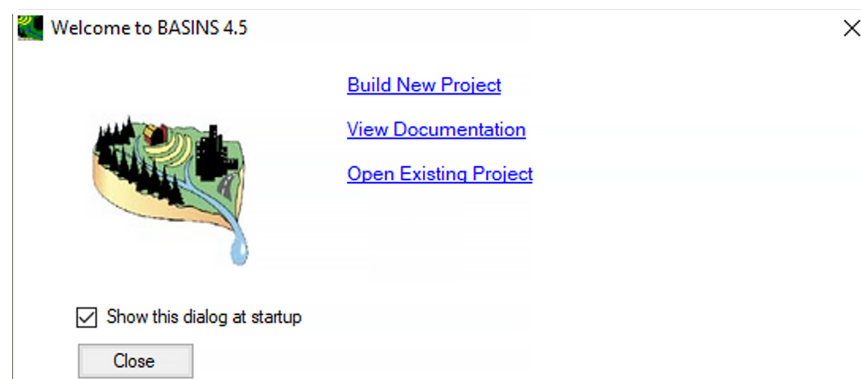 Welcome to BASINS 4.5
Build New Project
View Documentation
Open Existing Project
Show this dialog at startup
Close